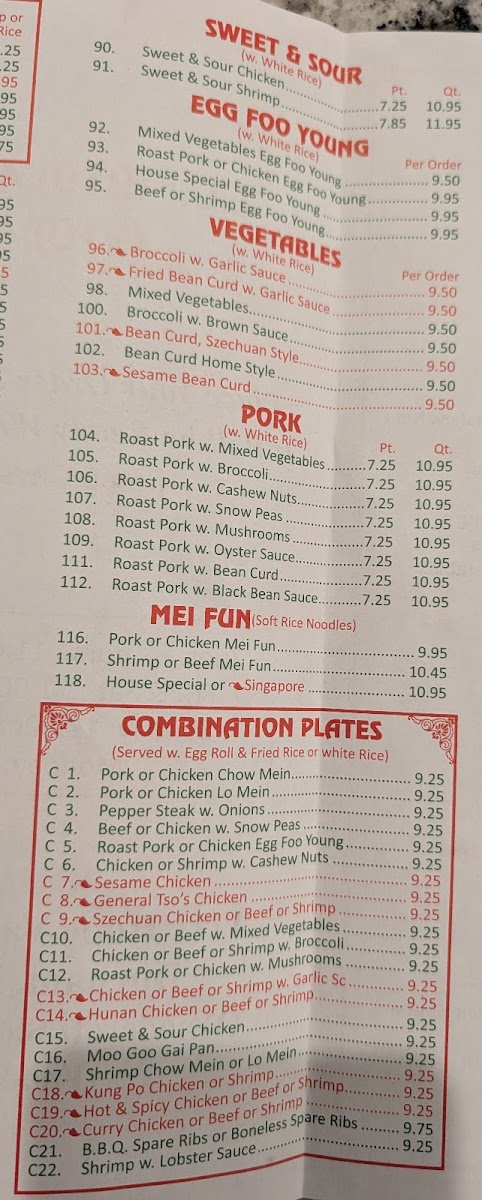 p or
Rice
.25
.25
95
95
95
95
75
Qt.
95
95
95
95
SWEET & SOUR
(w. White Rice)
Pt. Qt.
90. Sweet & Sour Chicken 7.25 10.95
91. Sweet & Sour Shrimp 7.85 11.95
EGG FOO YOUNG
(w. White Rice)
Per Order
92. Mixed Vegetables Egg Foo Young 9.50
93. Roast Pork or Chicken Egg Foo Young 9.95
94. House Special Egg Foo Young 9.95
95. Beef or Shrimp Egg Foo Young 9.95
VEGETABLES
(w. White Rice)
Per Order
96. Broccoli w. Garlic Sauce 9.50
97. Fried Bean Curd w. Garlic Sauce 9.50
98. Mixed Vegetables 9.50
100. Broccoli w. Brown Sauce 9.50
101. Bean Curd, Szechuan Style 9.50
102. Bean Curd Home Style 9.50
103. Sesame Bean Curd 9.50
PORK
(w. White Rice)
Pt. Qt.
104. Roast Pork w. Mixed Vegetables 7.25 10.95
105. Roast Pork w. Broccoli 7.25 10.95
106. Roast Pork w. Cashew Nuts 7.25 10.95
107. Roast Pork w. Snow Peas 7.25 10.95
108. Roast Pork w. Mushrooms 7.25 10.95
109. Roast Pork w. Oyster Sauce 7.25 10.95
111. Roast Pork w. Bean Curd 7.25 10.95
112. Roast Pork w. Black Bean Sauce 7.25 10.95
MEI FUN (Soft Rice Noodles)
116. Pork or Chicken Mei Fun 9.95
117. Shrimp or Beef Mei Fun 10.45
118. House Special or Singapore 10.95
COMBINATION PLATES
(Served w. Egg Roll & Fried Rice or white Rice)
C 1. Pork or Chicken Chow Mein 9.25
C 2. Pork or Chicken Lo Mein 9.25
C 3. Pepper Steak w. Onions 9.25
C 4. Beef or Chicken w. Snow Peas 9.25
C 5. Roast Pork or Chicken Egg Foo Young 9.25
C 6. Chicken or Shrimp w. Cashew Nuts 9.25
C 7. Sesame Chicken 9.25
C 8. General Tso's Chicken 9.25
C 9. Szechuan Chicken or Beef or Shrimp 9.25
C10. Chicken or Beef w. Mixed Vegetables 9.25
C11. Chicken or Beef or Shrimp w. Broccoli 9.25
C12. Roast Pork or Chicken w. Mushrooms 9.25
C13. Chicken or Beef or Shrimp w. Garlic Sc 9.25
C14. Hunan Chicken or Beef or Shrimp 9.25
C15. Sweet & Sour Chicken 9.25
C16. Moo Goo Gai Pan 9.25
C17. Shrimp Chow Mein or Lo Mein 9.25
C18. Kung Po Chicken or Shrimp 9.25
C19. Hot & Spicy Chicken or Beef or Shrimp 9.25
C20. Curry Chicken or Beef or Shrimp 9.25
C21. B.B.Q. Spare Ribs or Boneless Spare Ribs 9.75
C22. Shrimp w. Lobster Sauce 9.25